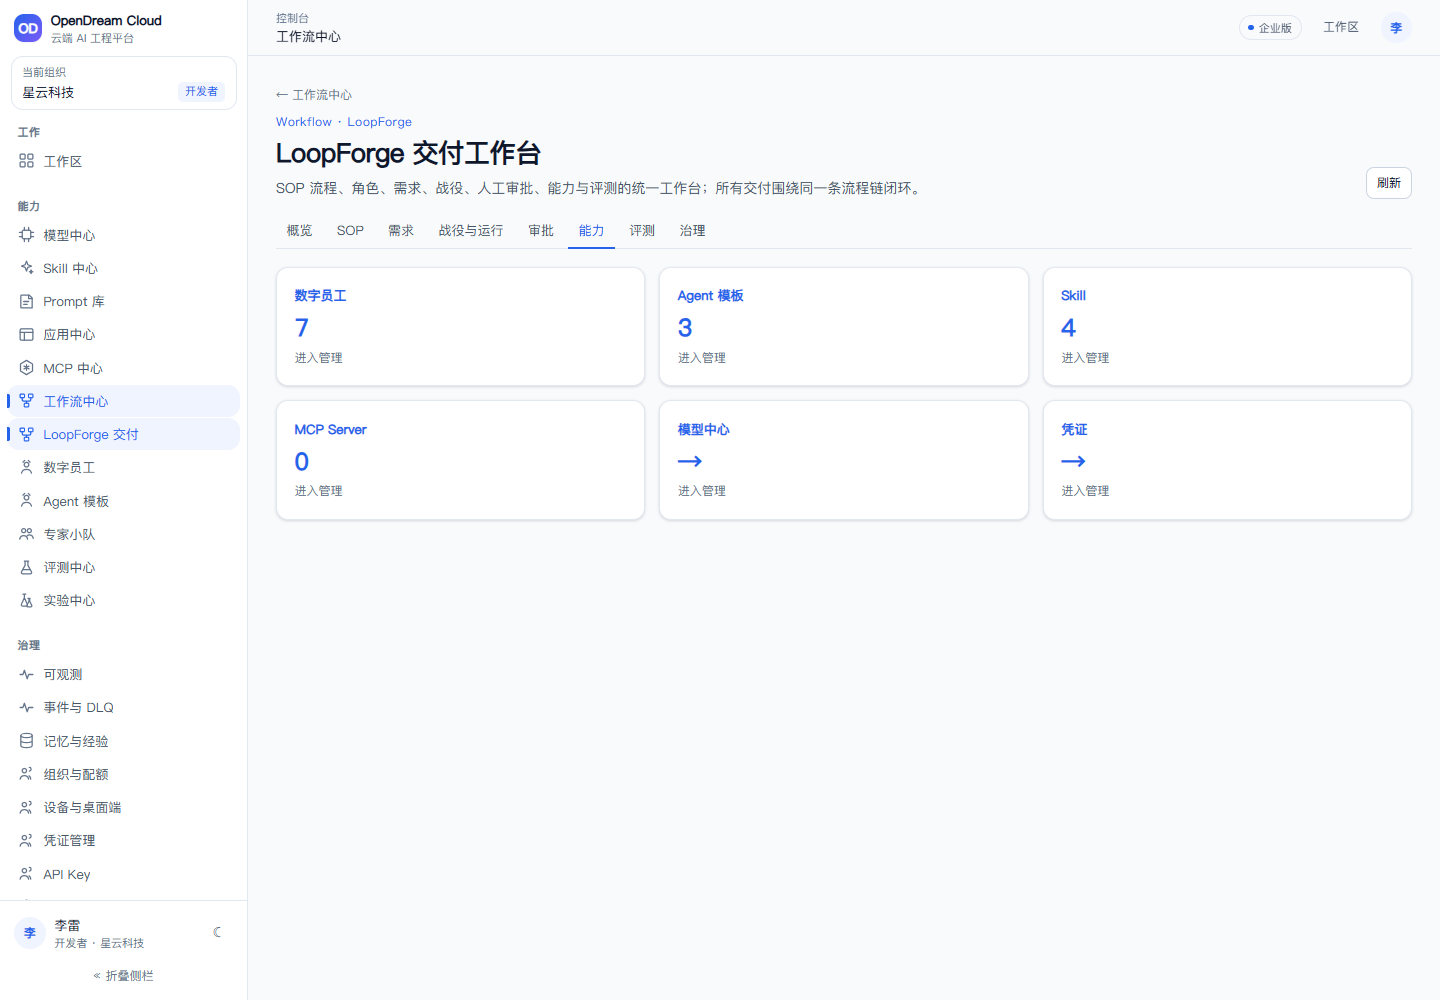 OD
OpenDream Cloud
云端 AI 工程平台
当前组织
星云科技
开发者
工作
工作区
能力
模型中心
Skill 中心
Prompt 库
应用中心
MCP 中心
工作流中心
LoopForge 交付
数字员工
Agent 模板
专家小队
评测中心
实验中心
治理
可观测
事件与 DLQ
记忆与经验
组织与配额
设备与桌面端
凭证管理
API Key
李
李雷
开发者 · 星云科技
« 折叠侧栏
控制台
工作流中心
企业版
工作区
李
← 工作流中心
Workflow · LoopForge
LoopForge 交付工作台
SOP 流程、角色、需求、战役、人工审批、能力与评测的统一工作台；所有交付围绕同一条流程链闭环。
刷新
概览
SOP
需求
战役与运行
审批
能力
评测
治理
数字员工
7
进入管理
Agent 模板
3
进入管理
Skill
4
进入管理
MCP Server
0
进入管理
模型中心
→
进入管理
凭证
→
进入管理